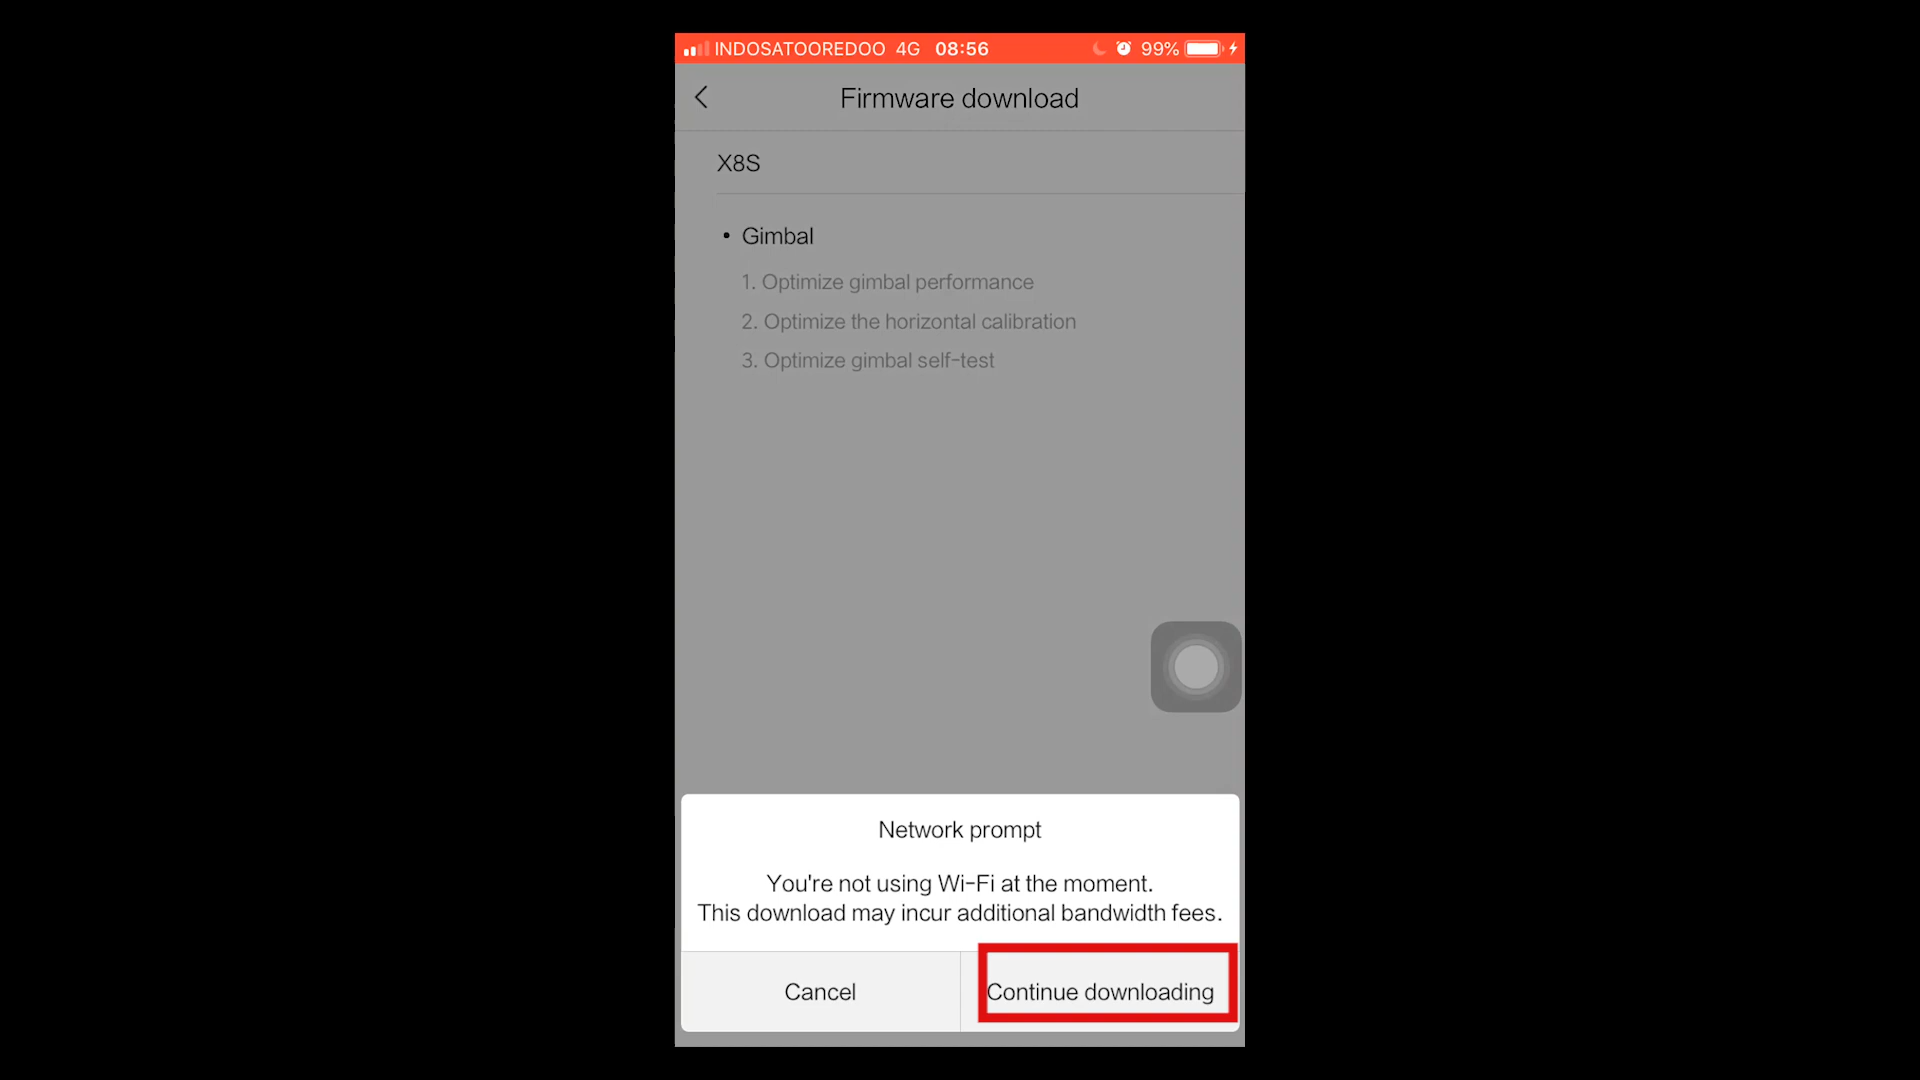 INDOSATOOREDOO 4G 08:56 99%
Firmware download
X8S
• Gimbal
1. Optimize gimbal performance
2. Optimize the horizontal calibration
3. Optimize gimbal self-test
Network prompt
You're not using Wi-Fi at the moment.
This download may incur additional bandwidth fees.
Cancel
Continue downloading